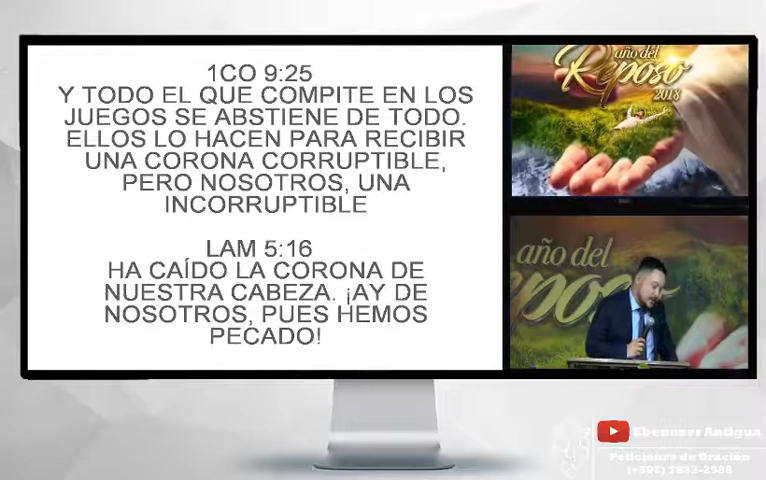 1CO 9:25
Y TODO EL QUE COMPITE EN LOS
JUEGOS SE ABSTIENE DE TODO.
ELLOS LO HACEN PARA RECIBIR
UNA CORONA CORRUPTIBLE,
PERO NOSOTROS, UNA
INCORRUPTIBLE
LAM 5:16
HA CAÍDO LA CORONA DE
NUESTRA CABEZA. ¡AY DE
NOSOTROS, PUES HEMOS
PECADO!
año del
Reposo
2018
año del
Ebenezer Antigua
Peticiones de Oración